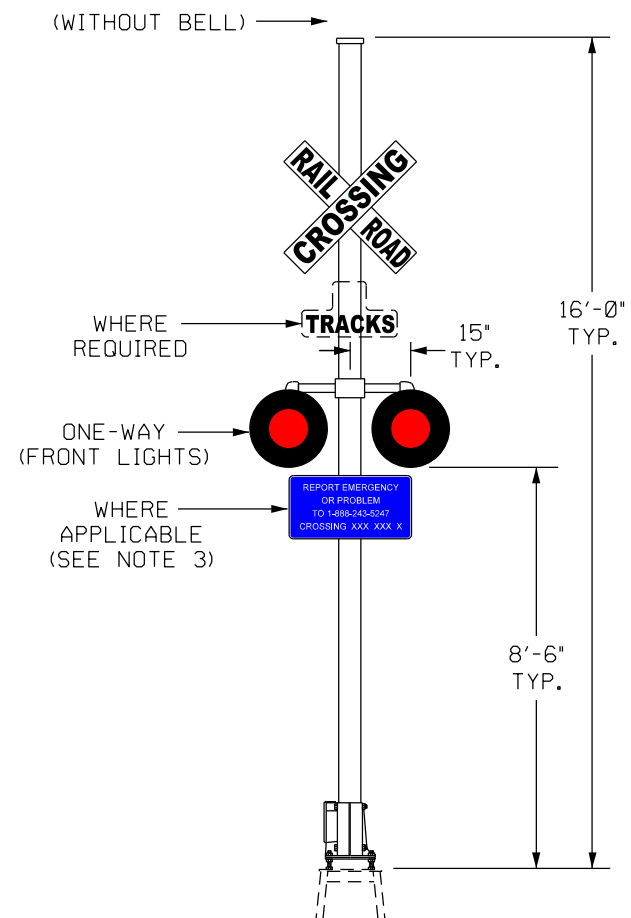 (WITHOUT BELL)
RAIL
CROSSING
ROAD
16'-0"
TYP.
WHERE
REQUIRED
TRACKS
15"
TYP.
ONE-WAY
(FRONT LIGHTS)
REPORT EMERGENCY
OR PROBLEM
TO 1-888-243-5247
CROSSING XXX XXX X
WHERE
APPLICABLE
(SEE NOTE 3)
8'-6"
TYP.